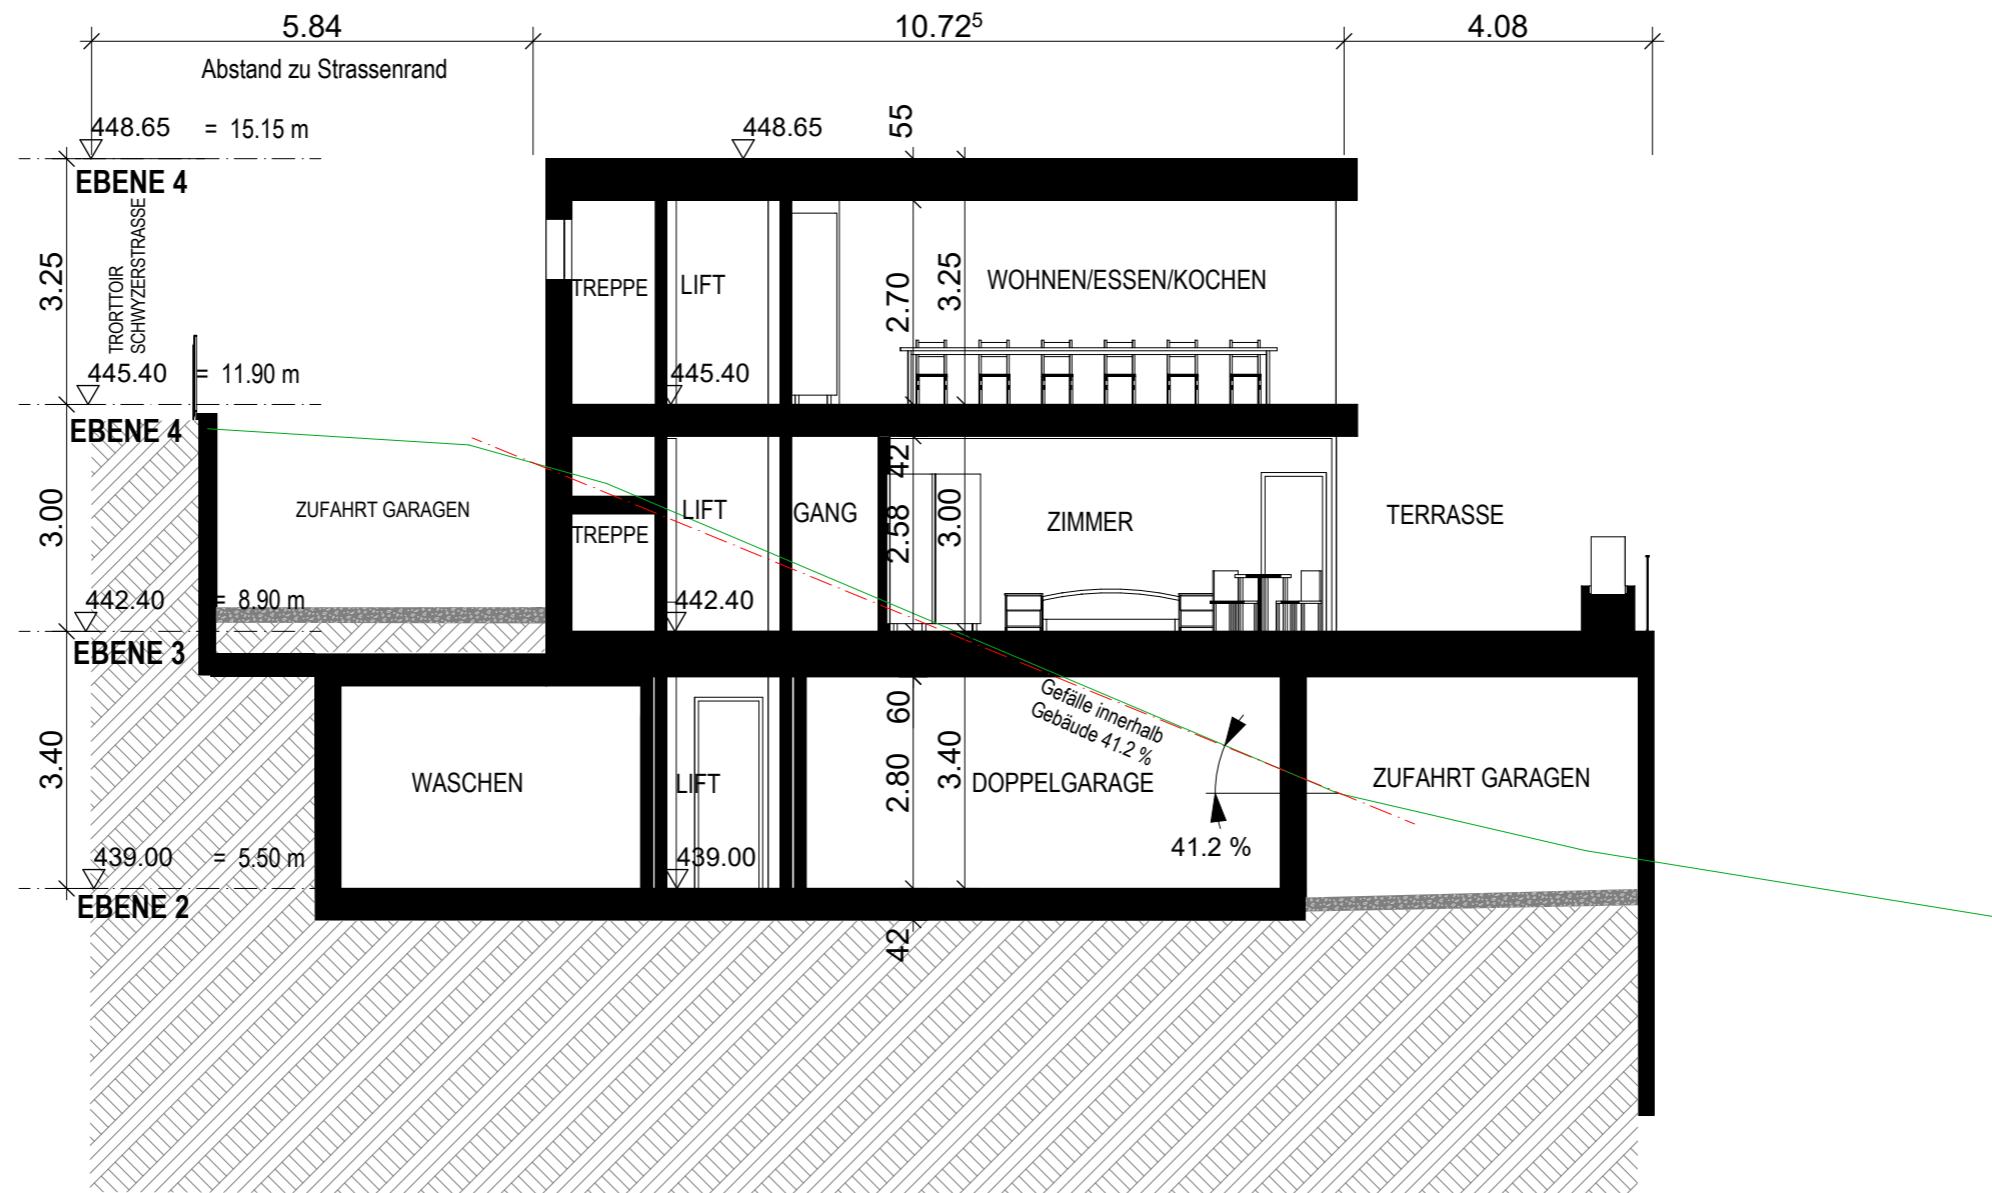 5.84
10.72⁵
4.08
Abstand zu Strassenrand
448.65 = 15.15 m
448.65
55
EBENE 4
TRORTTOIR
SCHWYZERSTRASSE
3.25
TREPPE
LIFT
2.70
3.25
WOHNEN/ESSEN/KOCHEN
445.40 = 11.90 m
445.40
EBENE 4
3.00
ZUFAHRT GARAGEN
TREPPE
LIFT
GANG
42
2.58
3.00
ZIMMER
TERRASSE
442.40 = 8.90 m
442.40
EBENE 3
3.40
WASCHEN
LIFT
60
2.80
3.40
Gefälle innerhalb
Gebäude 41.2 %
DOPPELGARAGE
41.2 %
ZUFAHRT GARAGEN
439.00 = 5.50 m
439.00
EBENE 2
42